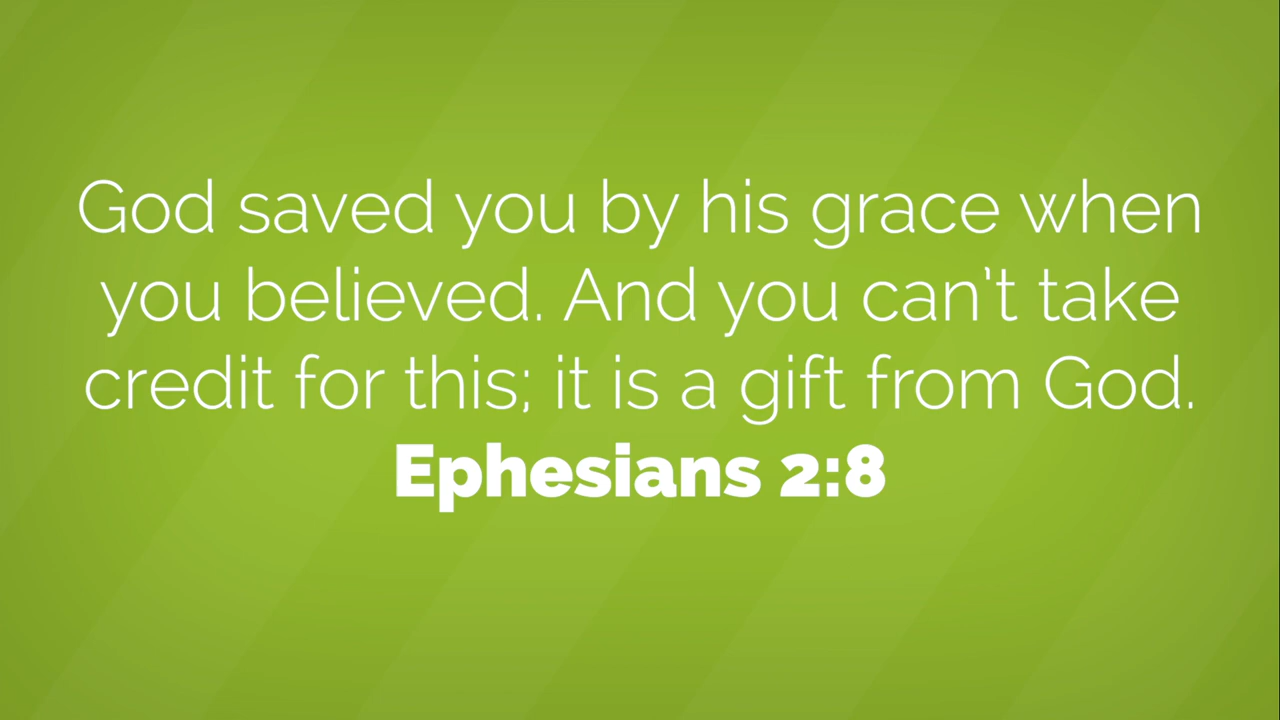 God saved you by his grace when
you believed. And you can't take
credit for this; it is a gift from God.
Ephesians 2:8